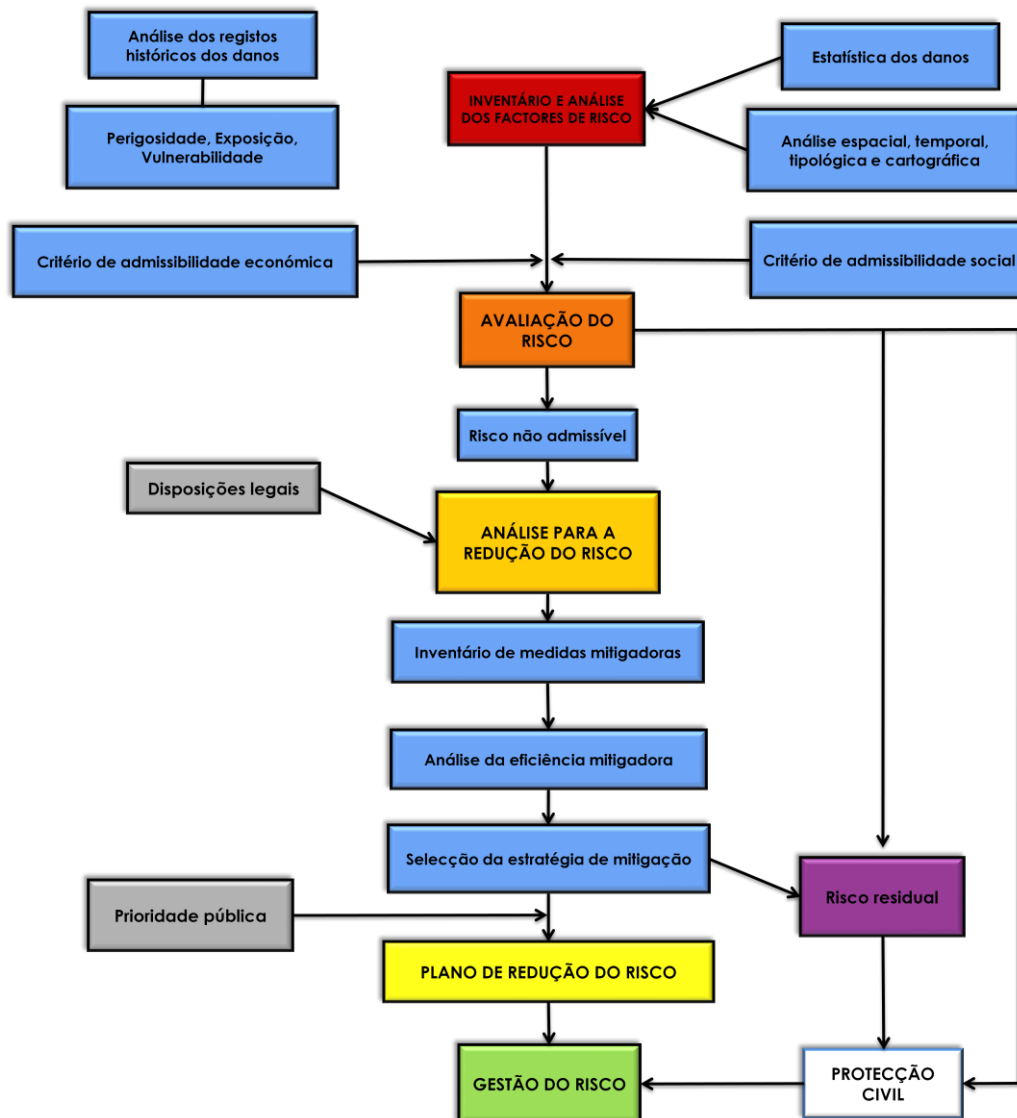 Análise dos registos
históricos dos danos
Estatística dos danos
INVENTÁRIO E ANÁLISE
DOS FACTORES DE RISCO
Perigosidade, Exposição,
Vulnerabilidade
Análise espacial, temporal,
tipológica e cartográfica
Critério de admissibilidade económica
Critério de admissibilidade social
AVALIAÇÃO DO
RISCO
Risco não admissível
Disposições legais
ANÁLISE PARA A
REDUÇÃO DO RISCO
Inventário de medidas mitigadoras
Análise da eficiência mitigadora
Selecção da estratégia de mitigação
Risco residual
Prioridade pública
PLANO DE REDUÇÃO DO RISCO
GESTÃO DO RISCO
PROTECÇÃO
CIVIL